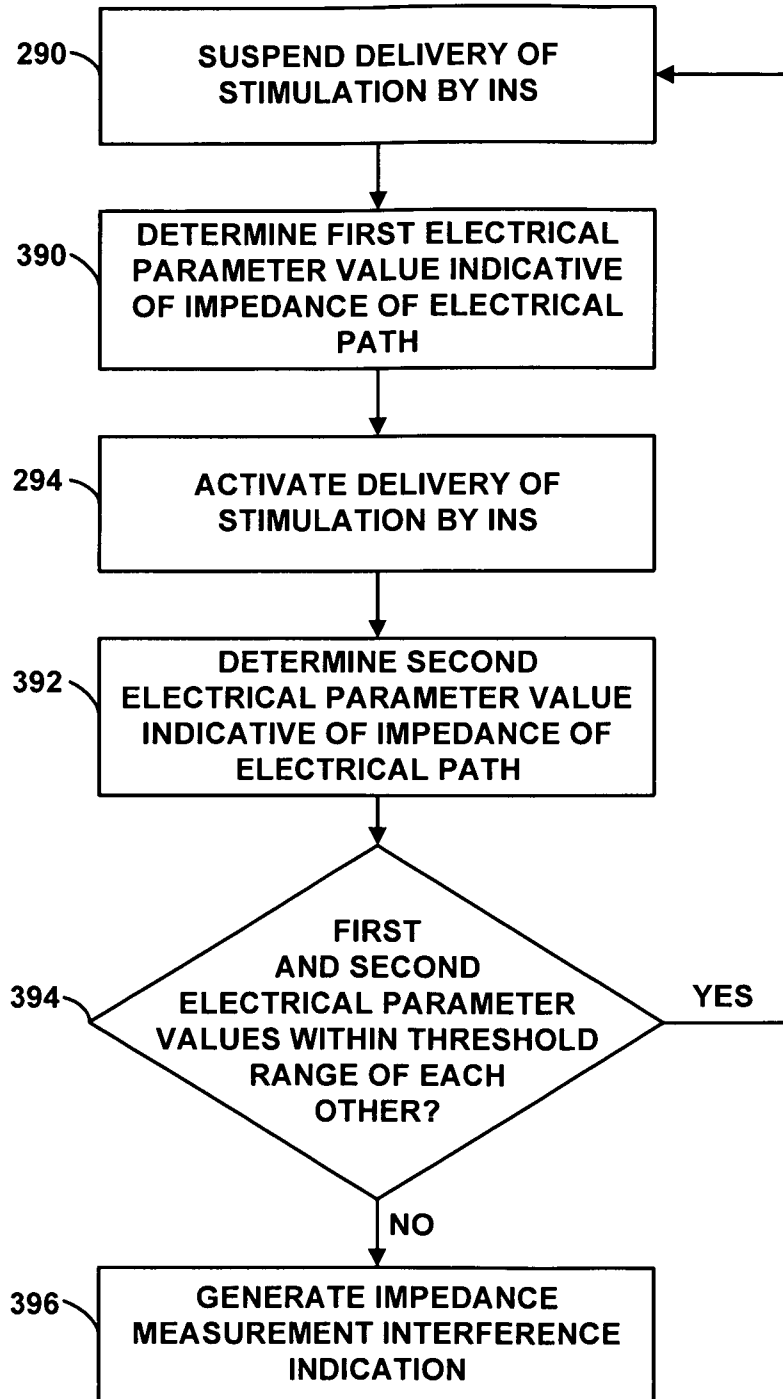 290
SUSPEND DELIVERY OF
STIMULATION BY INS
390
DETERMINE FIRST ELECTRICAL
PARAMETER VALUE INDICATIVE
OF IMPEDANCE OF ELECTRICAL
PATH
294
ACTIVATE DELIVERY OF
STIMULATION BY INS
392
DETERMINE SECOND
ELECTRICAL PARAMETER VALUE
INDICATIVE OF IMPEDANCE OF
ELECTRICAL PATH
394
FIRST
AND SECOND
ELECTRICAL PARAMETER
VALUES WITHIN THRESHOLD
RANGE OF EACH
OTHER?
YES
NO
396
GENERATE IMPEDANCE
MEASUREMENT INTERFERENCE
INDICATION